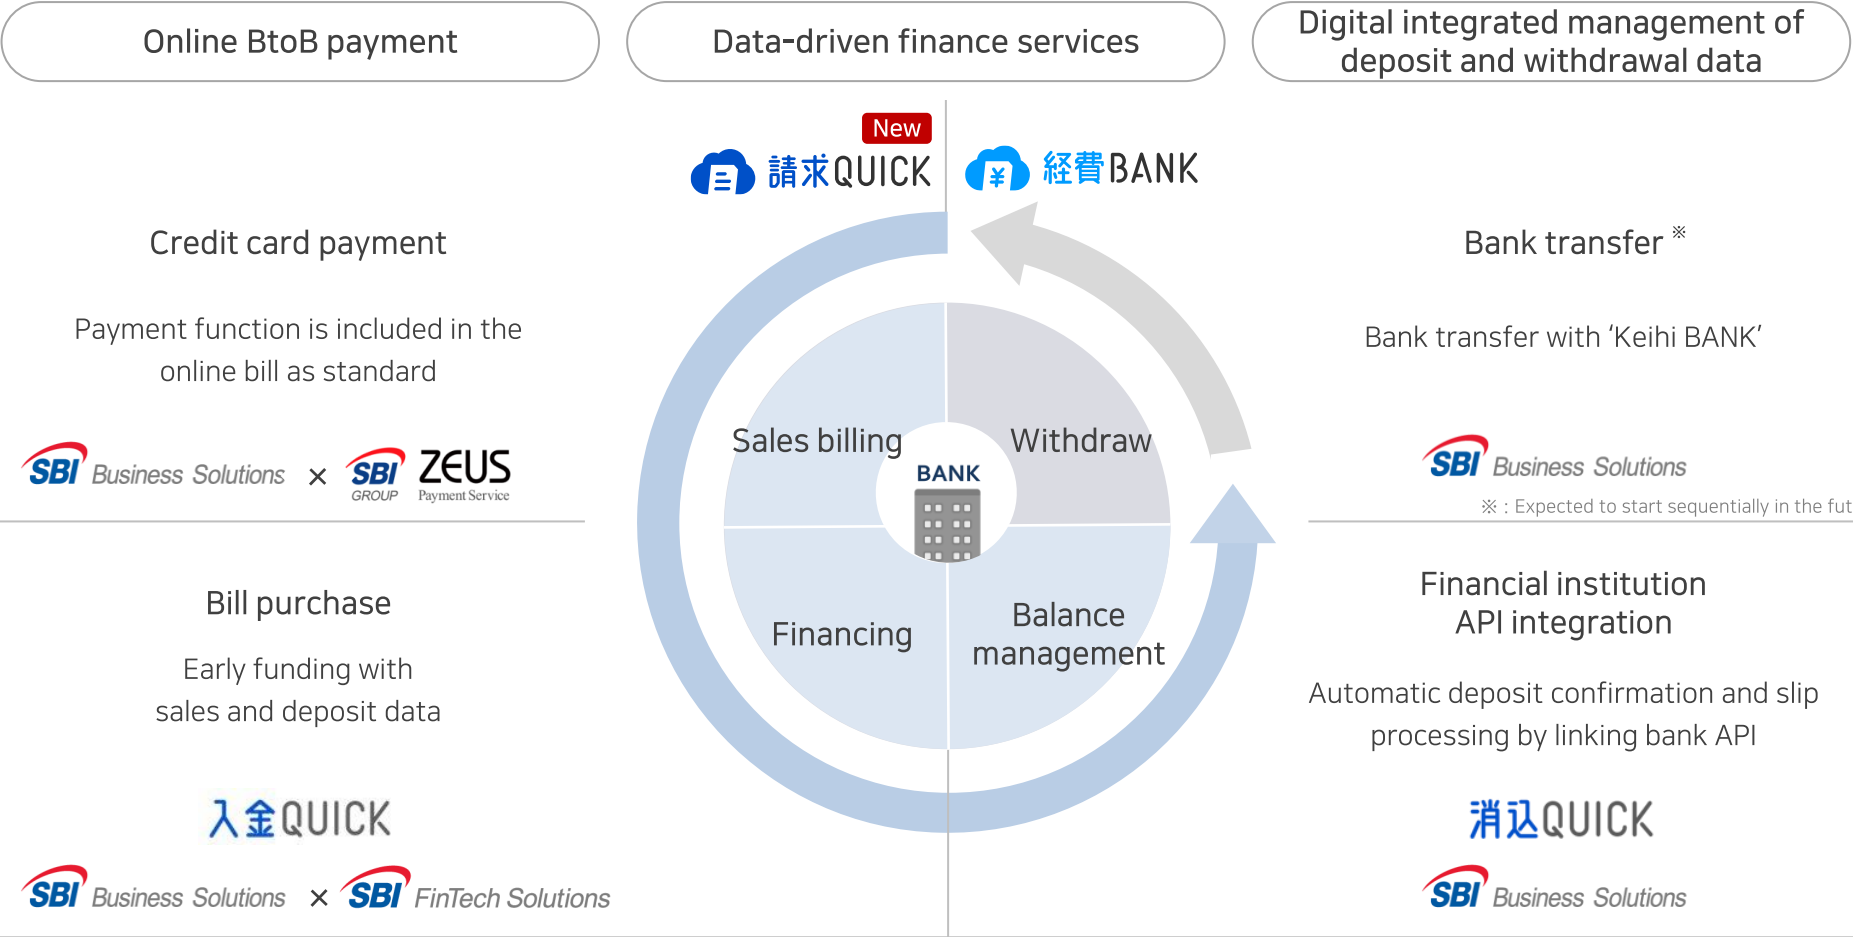 Online BtoB payment
Data-driven finance services
Digital integrated management of
deposit and withdrawal data
New
請求QUICK
経費BANK
¥
Credit card payment
Payment function is included in the
online bill as standard
SBI Business Solutions × SBI GROUP ZEUS Payment Service
Bill purchase
Early funding with
sales and deposit data
入金QUICK
SBI Business Solutions × SBI FinTech Solutions
Sales billing
Withdraw
BANK
Financing
Balance
management
Bank transfer ※
Bank transfer with ‘Keihi BANK’
SBI Business Solutions
※ : Expected to start sequentially in the fut
Financial institution
API integration
Automatic deposit confirmation and slip
processing by linking bank API
消込QUICK
SBI Business Solutions